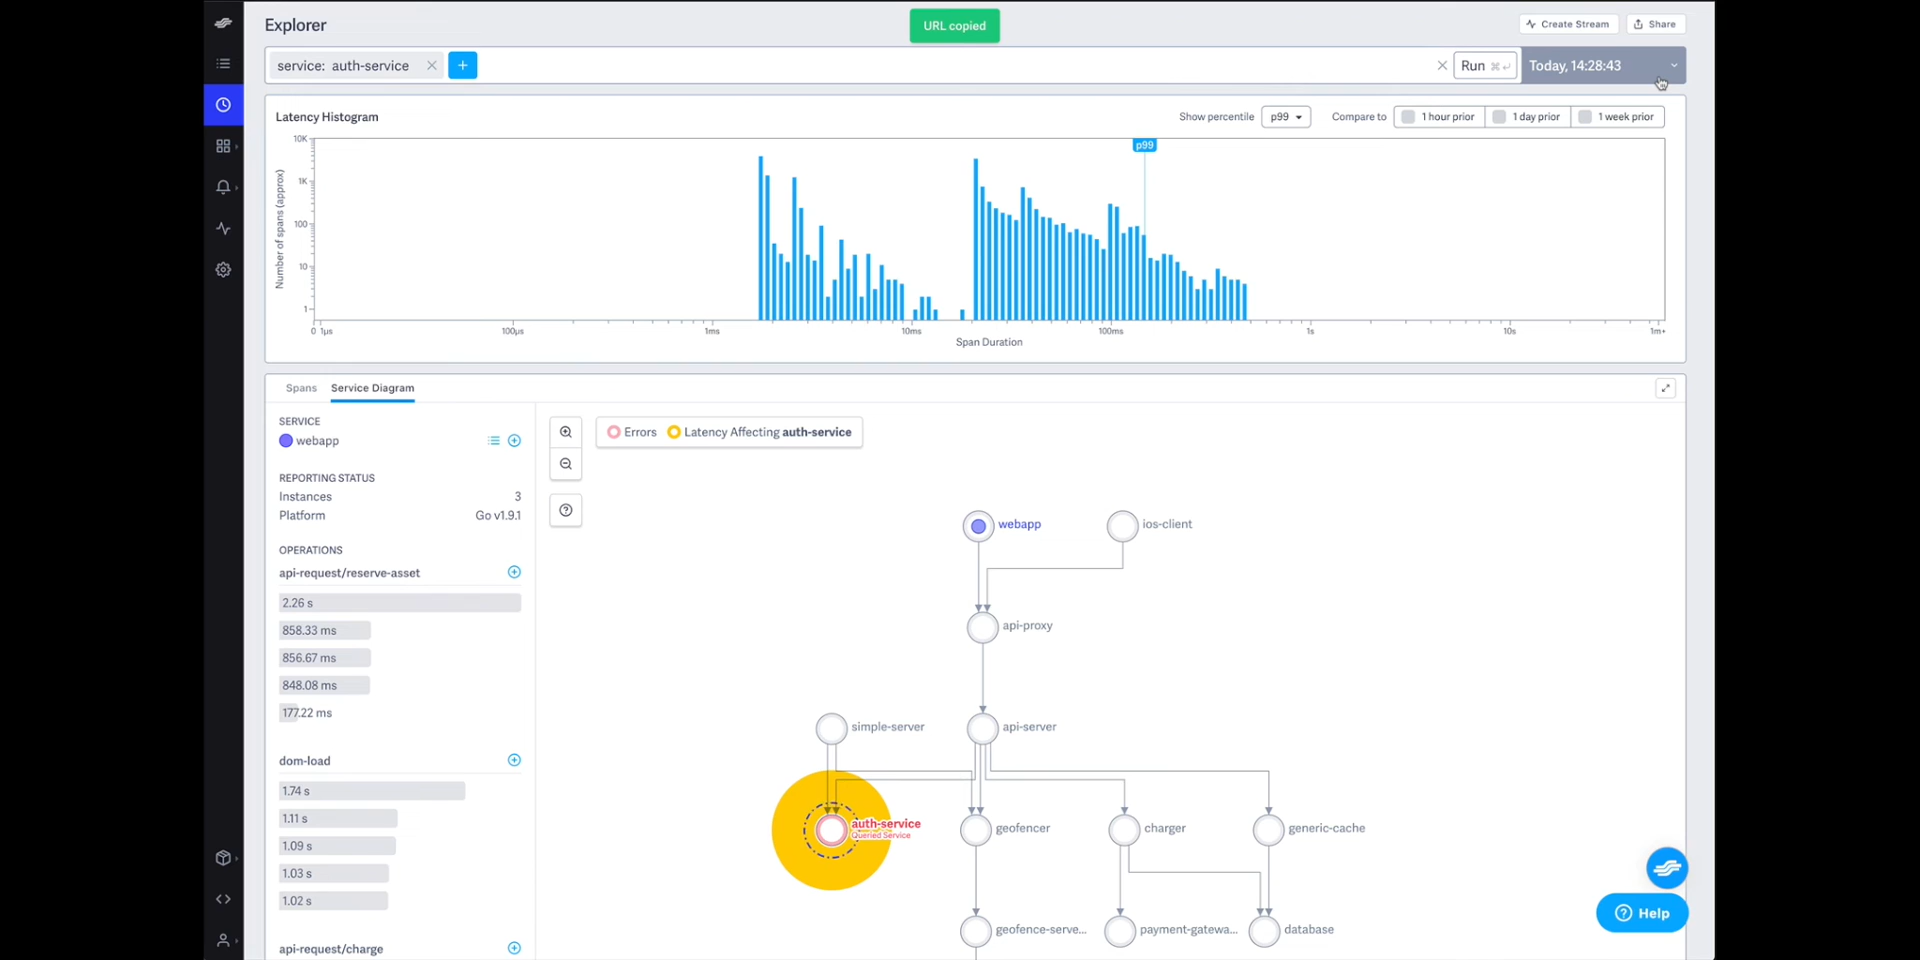 Explorer
URL copied
Create Stream
Share
service: auth-service
+
Run ⌘↵
Today, 14:28:43
Latency Histogram
Show percentile
p99
Compare to
1 hour prior
1 day prior
1 week prior
p99
Number of spans (approx)
10K
1K
100
10
1
0
1µs
100µs
1ms
10ms
100ms
1s
10s
1m+
Span Duration
Spans
Service Diagram
SERVICE
webapp
REPORTING STATUS
Instances 3
Platform Go v1.9.1
OPERATIONS
api-request/reserve-asset
2.26 s
858.33 ms
856.67 ms
848.08 ms
177.22 ms
dom-load
1.74 s
1.11 s
1.09 s
1.03 s
1.02 s
api-request/charge
Errors
Latency Affecting auth-service
webapp
ios-client
api-proxy
simple-server
api-server
auth-service
Queried Service
geofencer
charger
generic-cache
geofence-serve...
payment-gatewa...
database
Help